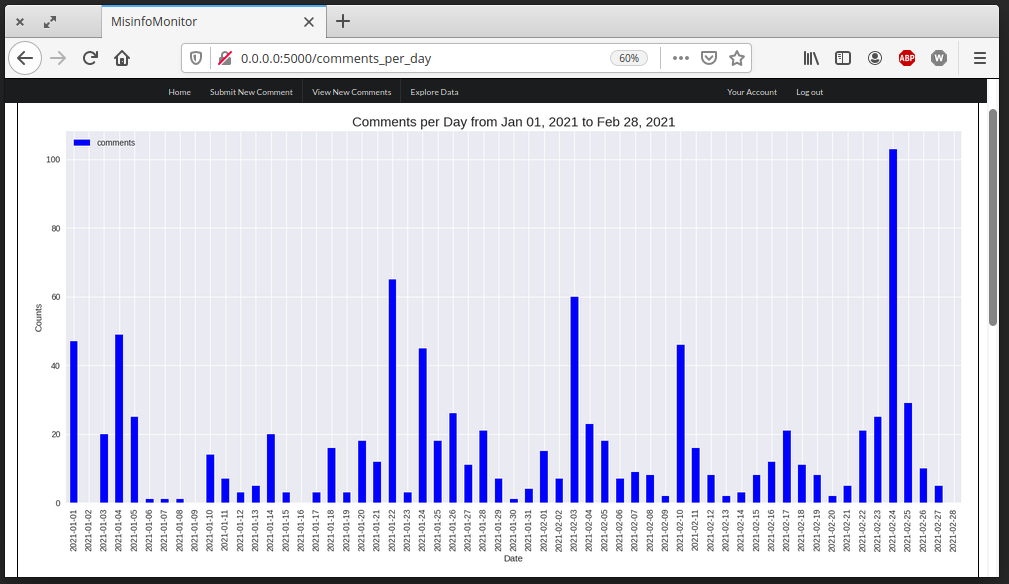 MisinfoMonitor
0.0.0.0:5000/comments_per_day 60% ABP W
Home Submit New Comment View New Comments Explore Data Your Account Log out
Comments per Day from Jan 01, 2021 to Feb 28, 2021
comments
100
80
60
40
20
0
Counts
2021-01-01 2021-01-02 2021-01-03 2021-01-04 2021-01-05 2021-01-06 2021-01-07 2021-01-08 2021-01-09 2021-01-10 2021-01-11 2021-01-12 2021-01-13 2021-01-14 2021-01-15 2021-01-16 2021-01-17 2021-01-18 2021-01-19 2021-01-20 2021-01-21 2021-01-22 2021-01-23 2021-01-24 2021-01-25 2021-01-26 2021-01-27 2021-01-28 2021-01-29 2021-01-30 2021-01-31 2021-02-01 2021-02-02 2021-02-03 2021-02-04 2021-02-05 2021-02-06 2021-02-07 2021-02-08 2021-02-09 2021-02-10 2021-02-11 2021-02-12 2021-02-13 2021-02-14 2021-02-15 2021-02-16 2021-02-17 2021-02-18 2021-02-19 2021-02-20 2021-02-21 2021-02-22 2021-02-23 2021-02-24 2021-02-25 2021-02-26 2021-02-27 2021-02-28
Date